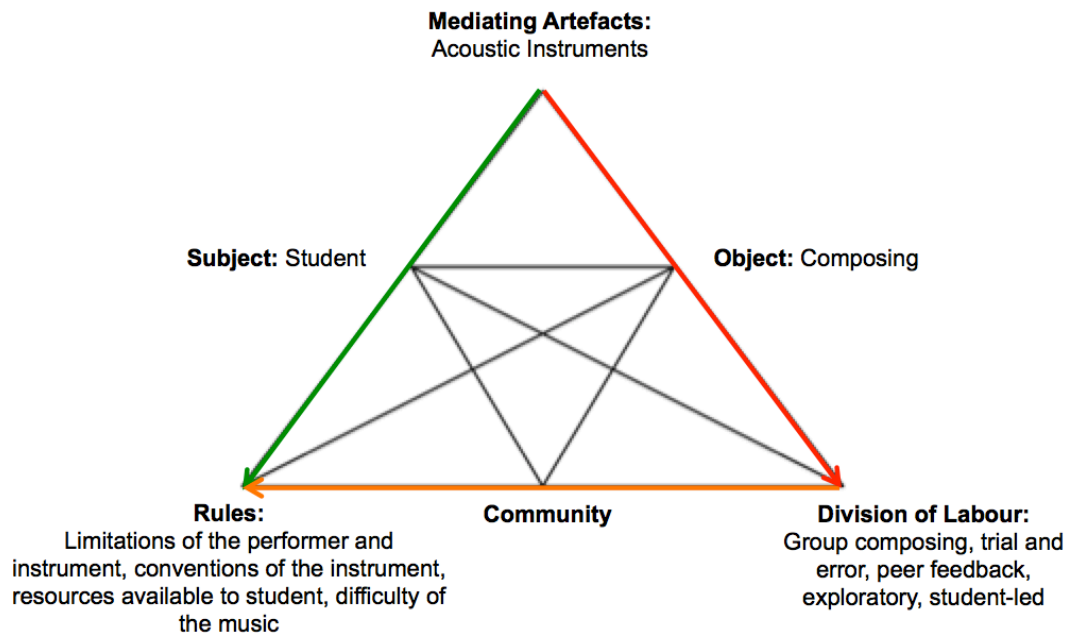 Mediating Artefacts:
Acoustic Instruments
Subject: Student
Object: Composing
Rules:
Limitations of the performer and
instrument, conventions of the instrument,
resources available to student, difficulty of
the music
Community
Division of Labour:
Group composing, trial and
error, peer feedback,
exploratory, student-led